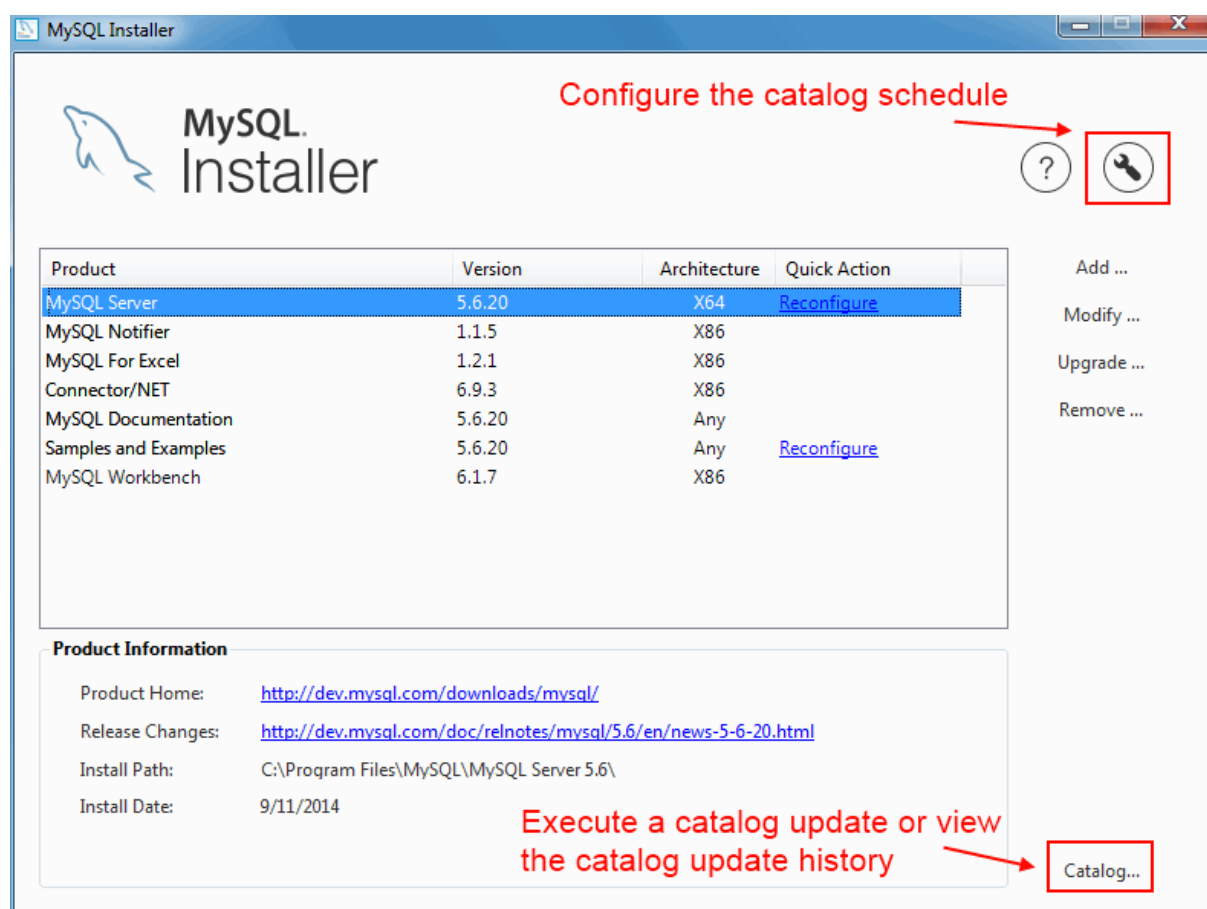 MySQL Installer
Configure the catalog schedule
MySQL.
Installer
?
Product Version Architecture Quick Action
MySQL Server 5.6.20 X64 Reconfigure
MySQL Notifier 1.1.5 X86
MySQL For Excel 1.2.1 X86
Connector/NET 6.9.3 X86
MySQL Documentation 5.6.20 Any
Samples and Examples 5.6.20 Any Reconfigure
MySQL Workbench 6.1.7 X86
Add ...
Modify ...
Upgrade ...
Remove ...
Product Information
Product Home: http://dev.mysql.com/downloads/mysql/
Release Changes: http://dev.mysql.com/doc/relnotes/mysql/5.6/en/news-5-6-20.html
Install Path: C:\Program Files\MySQL\MySQL Server 5.6\
Install Date: 9/11/2014
Execute a catalog update or view
the catalog update history
Catalog...